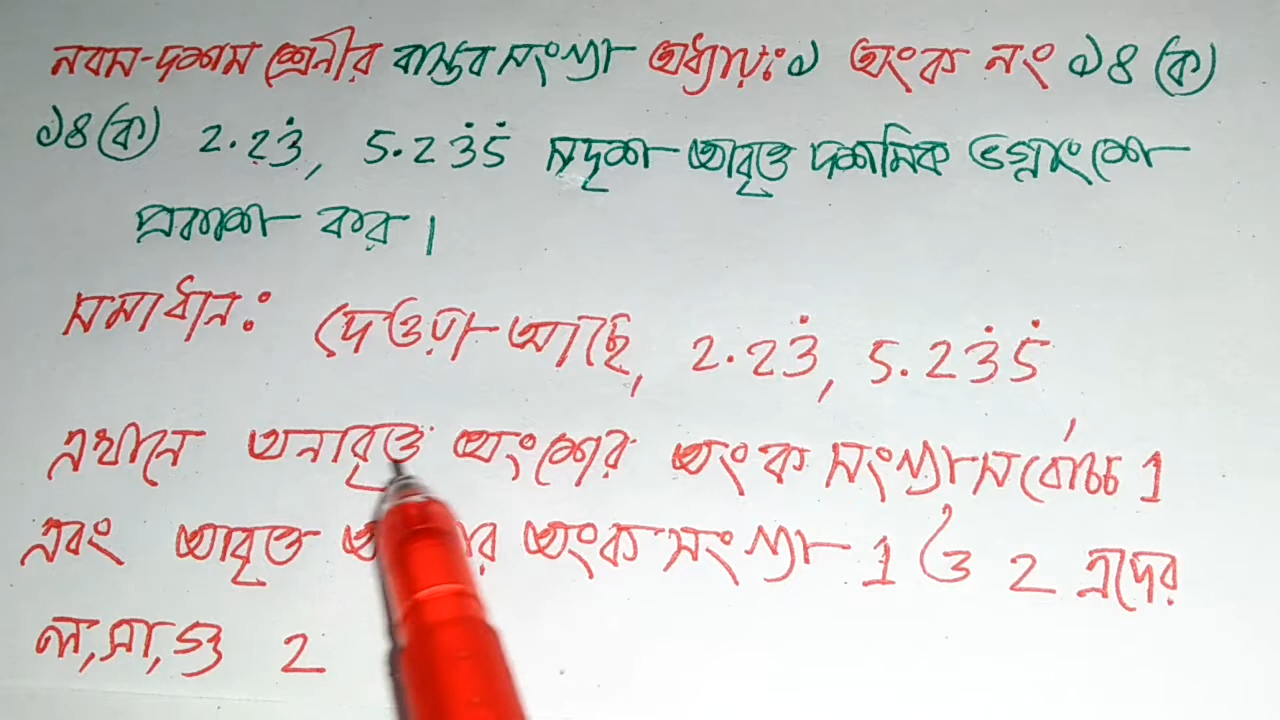 নবম-দশম শ্রেনীর বাস্তব সংখ্যা অধ্যায়ঃ১ অংক নং ১৪ (ক)
১৪(ক) 2.23̇, 5.23̇5̇ সদৃশ আবৃত্ত দশমিক ভগ্নাংশে
প্রকাশ কর।
সমাধান: দেওয়া আছে, 2.23̇, 5.23̇5̇
এখানে অনাবৃত্ত অংশের অংক সংখ্যা সর্বোচ্চ 1
এবং আবৃত্ত অংক সংখ্যা 1 ও 2 এদের
ল,সা,গু 2